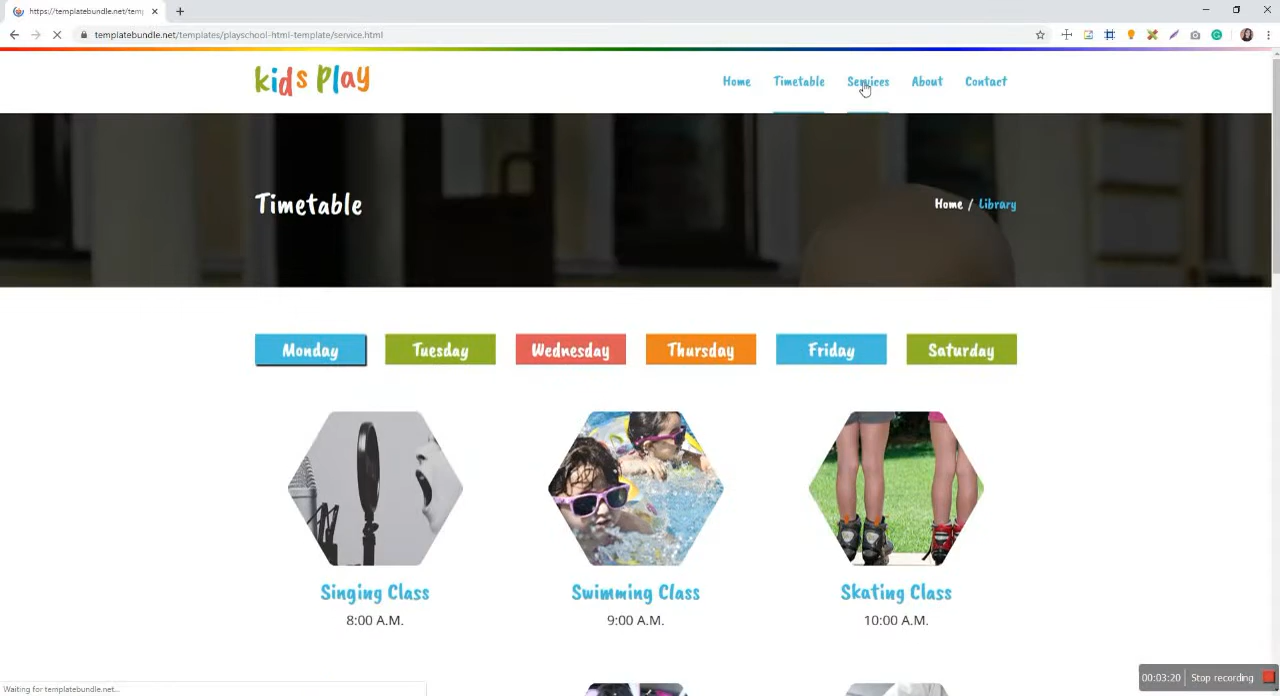 https://templatebundle.net/temp
templatebundle.net/templates/playschool-html-template/service.html
kids Play
Home Timetable Services About Contact
Timetable
Home / Library
Monday Tuesday Wednesday Thursday Friday Saturday
Singing Class Swimming Class Skating Class
8:00 A.M. 9:00 A.M. 10:00 A.M.
Waiting for templatebundle.net...
00:03:20 Stop recording